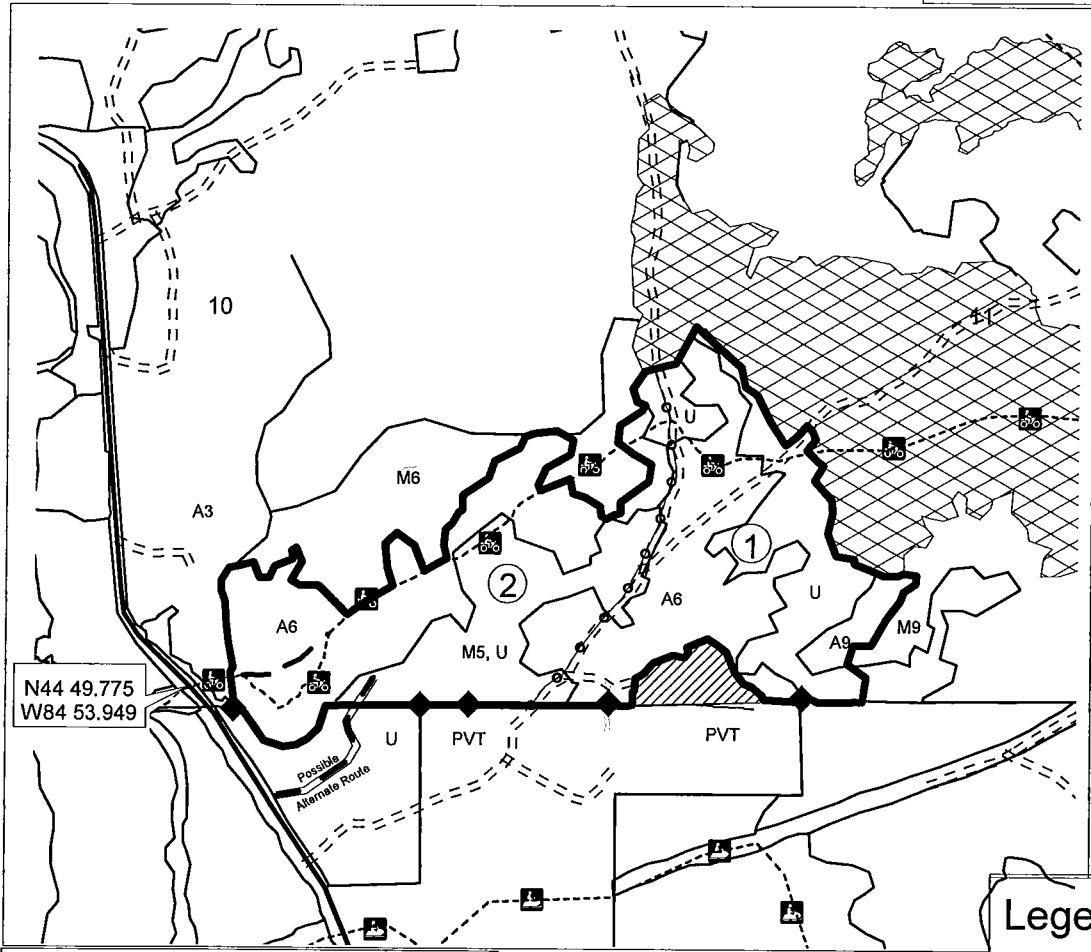 10
11
U
M6
A3
1
2
A6
U
A6
M5, U
A9
M9
N44 49.775
W84 53.949
U
PVT
PVT
Possible
Alternate Route
Lege